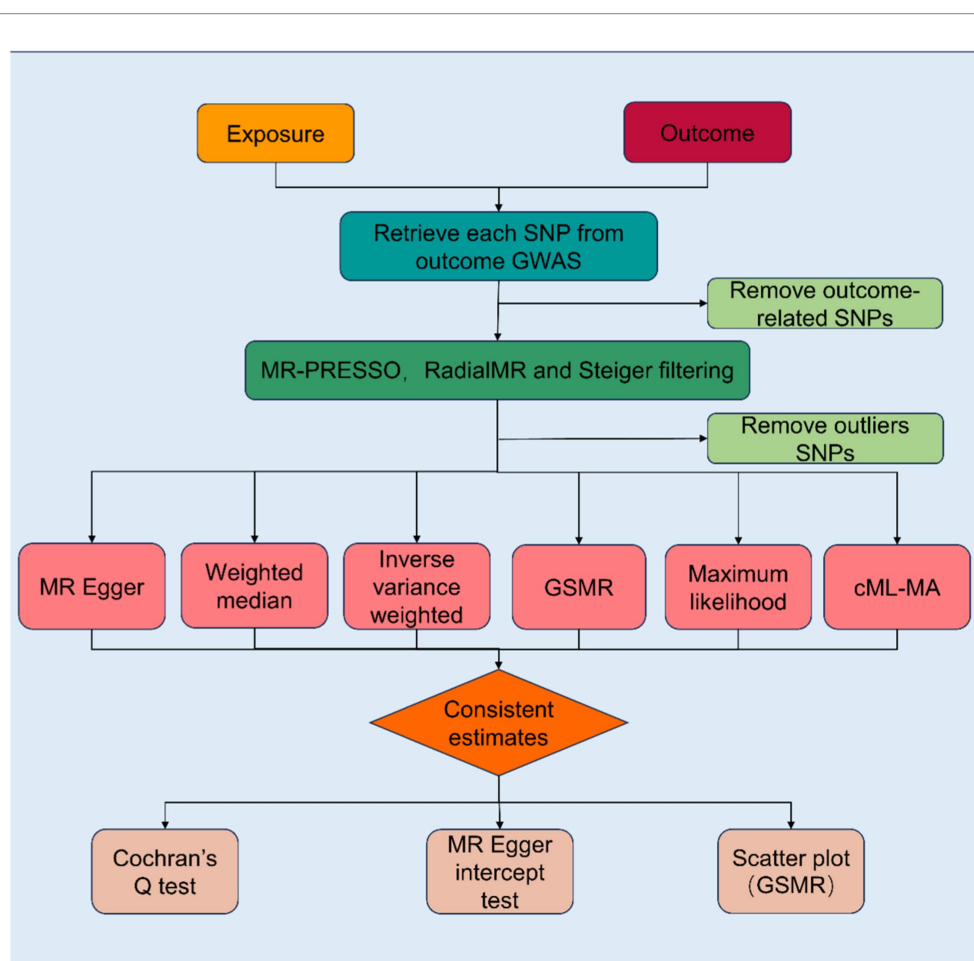 Exposure
Outcome
Retrieve each SNP from
outcome GWAS
Remove outcome-
related SNPs
MR-PRESSO，RadialMR and Steiger filtering
Remove outliers
SNPs
MR Egger
Weighted
median
Inverse
variance
weighted
GSMR
Maximum
likelihood
cML-MA
Consistent
estimates
Cochran's
Q test
MR Egger
intercept
test
Scatter plot
（GSMR）